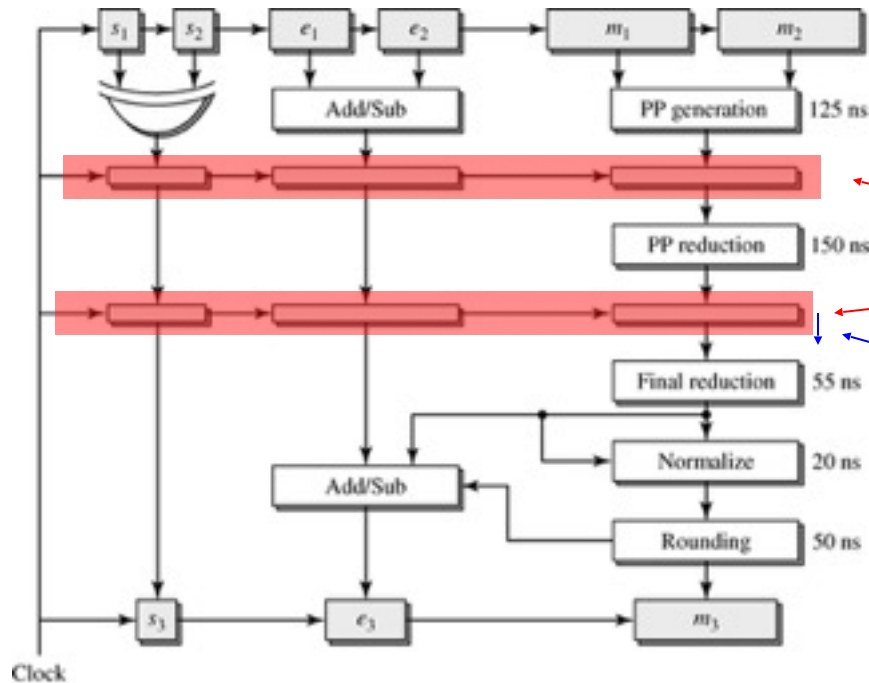 s₁ s₂ e₁ e₂ m₁ m₂
Add/Sub PP generation 125 ns
PP reduction 150 ns
Final reduction 55 ns
Normalize 20 ns
Add/Sub
Rounding 50 ns
s₃ e₃ m₃
Clock